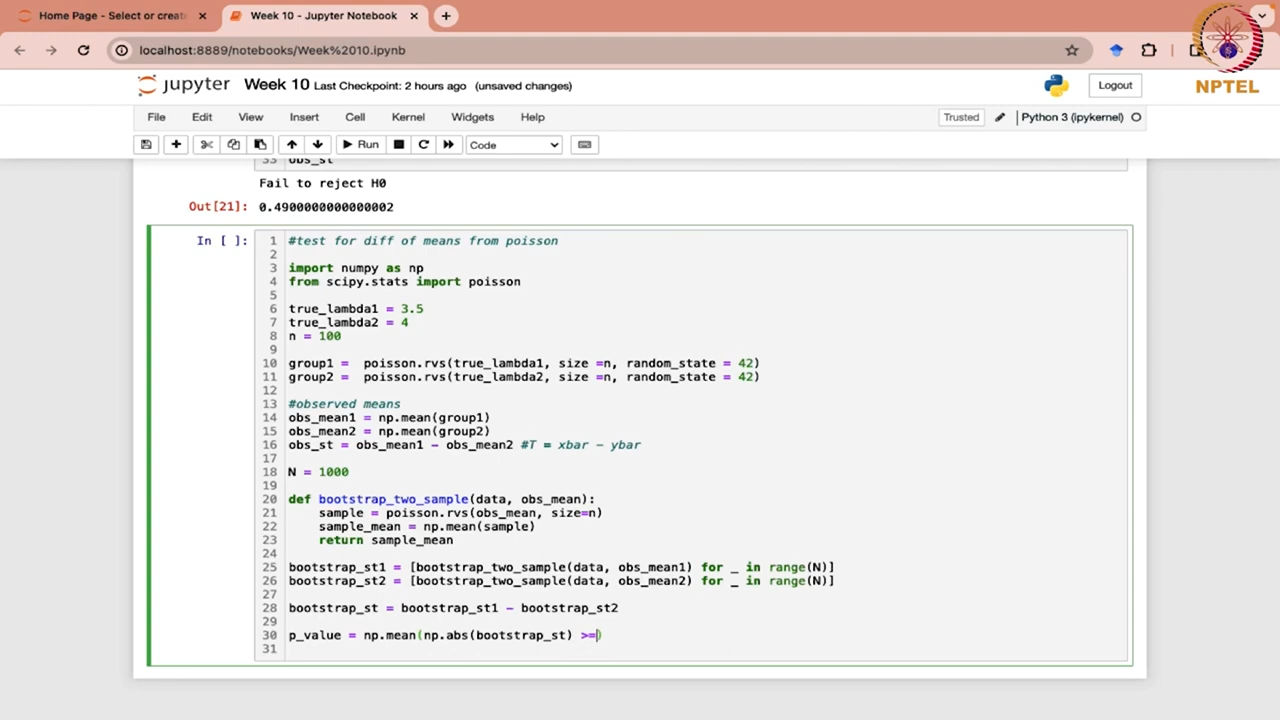 Home Page - Select or create
Week 10 - Jupyter Notebook
localhost:8889/notebooks/Week%2010.ipynb
NPTEL
jupyter Week 10 Last Checkpoint: 2 hours ago (unsaved changes)
Logout
File Edit View Insert Cell Kernel Widgets Help
Trusted Python 3 (ipykernel)
Run Code
33 obs_st
Fail to reject H0
Out[21]: 0.4900000000000002
In [ ]:
1 #test for diff of means from poisson
2
3 import numpy as np
4 from scipy.stats import poisson
5
6 true_lambda1 = 3.5
7 true_lambda2 = 4
8 n = 100
9
10 group1 =  poisson.rvs(true_lambda1, size =n, random_state = 42)
11 group2 =  poisson.rvs(true_lambda2, size =n, random_state = 42)
12
13 #observed means
14 obs_mean1 = np.mean(group1)
15 obs_mean2 = np.mean(group2)
16 obs_st = obs_mean1 - obs_mean2 #T = xbar - ybar
17
18 N = 1000
19
20 def bootstrap_two_sample(data, obs_mean):
21     sample = poisson.rvs(obs_mean, size=n)
22     sample_mean = np.mean(sample)
23     return sample_mean
24
25 bootstrap_st1 = [bootstrap_two_sample(data, obs_mean1) for _ in range(N)]
26 bootstrap_st2 = [bootstrap_two_sample(data, obs_mean2) for _ in range(N)]
27
28 bootstrap_st = bootstrap_st1 - bootstrap_st2
29
30 p_value = np.mean(np.abs(bootstrap_st) >=)
31